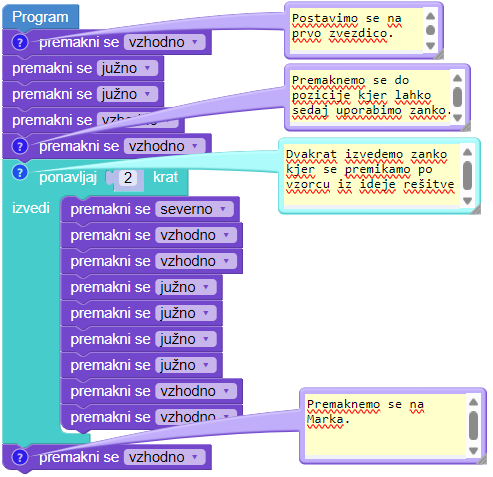 Program
? premakni se vzhodno
premakni se južno
premakni se južno
premakni se vzhodno
? premakni se vzhodno
? ponavljaj 2 krat
izvedi
premakni se severno
premakni se vzhodno
premakni se vzhodno
premakni se južno
premakni se južno
premakni se južno
premakni se južno
premakni se vzhodno
premakni se vzhodno
? premakni se vzhodno
Postavimo se na
prvo zvezdico.
Premaknemo se do
pozicije kjer lahko
sedaj uporabimo zanko.
Dvakrat izvedemo zanko
kjer se premikamo po
vzorcu iz ideje rešitve
Premaknemo se na
Marka.